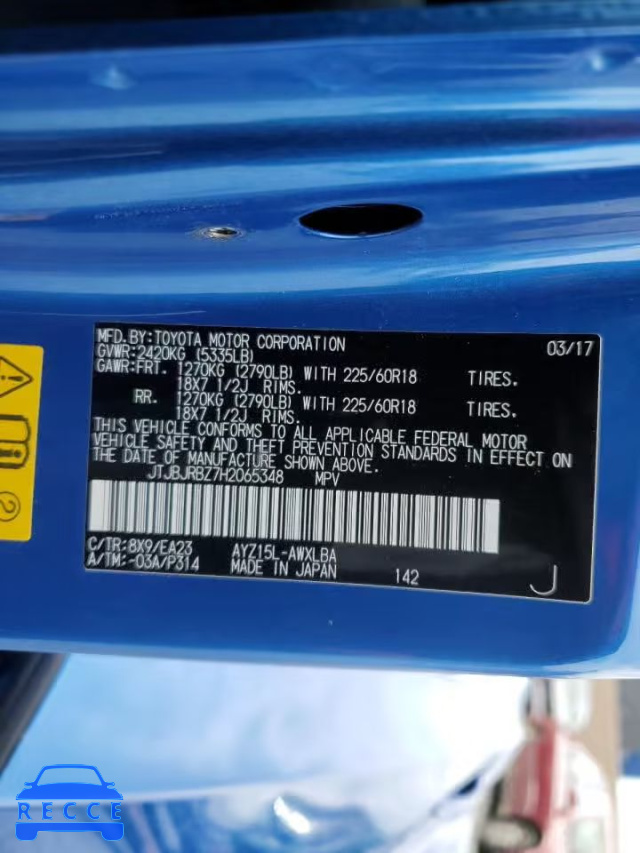 MFD.BY:TOYOTA MOTOR CORPORATION 03/17
GVWR:2420KG (5335LB)
GAWR:FRT. 1270KG (2790LB) WITH 225/60R18 TIRES.
18X7 1/2J RIMS.
RR. 1270KG (2790LB) WITH 225/60R18 TIRES.
18X7 1/2J RIMS.
THIS VEHICLE CONFORMS TO ALL APPLICABLE FEDERAL MOTOR
VEHICLE SAFETY AND THEFT PREVENTION STANDARDS IN EFFECT ON
THE DATE OF MANUFACTURE SHOWN ABOVE.
JTJBJRBZ7H2065348 MPV
C/TR:8X9/EA23 AYZ15L-AWXLBA
A/TM:-03A/P314 MADE IN JAPAN 142 J
2
RECCE